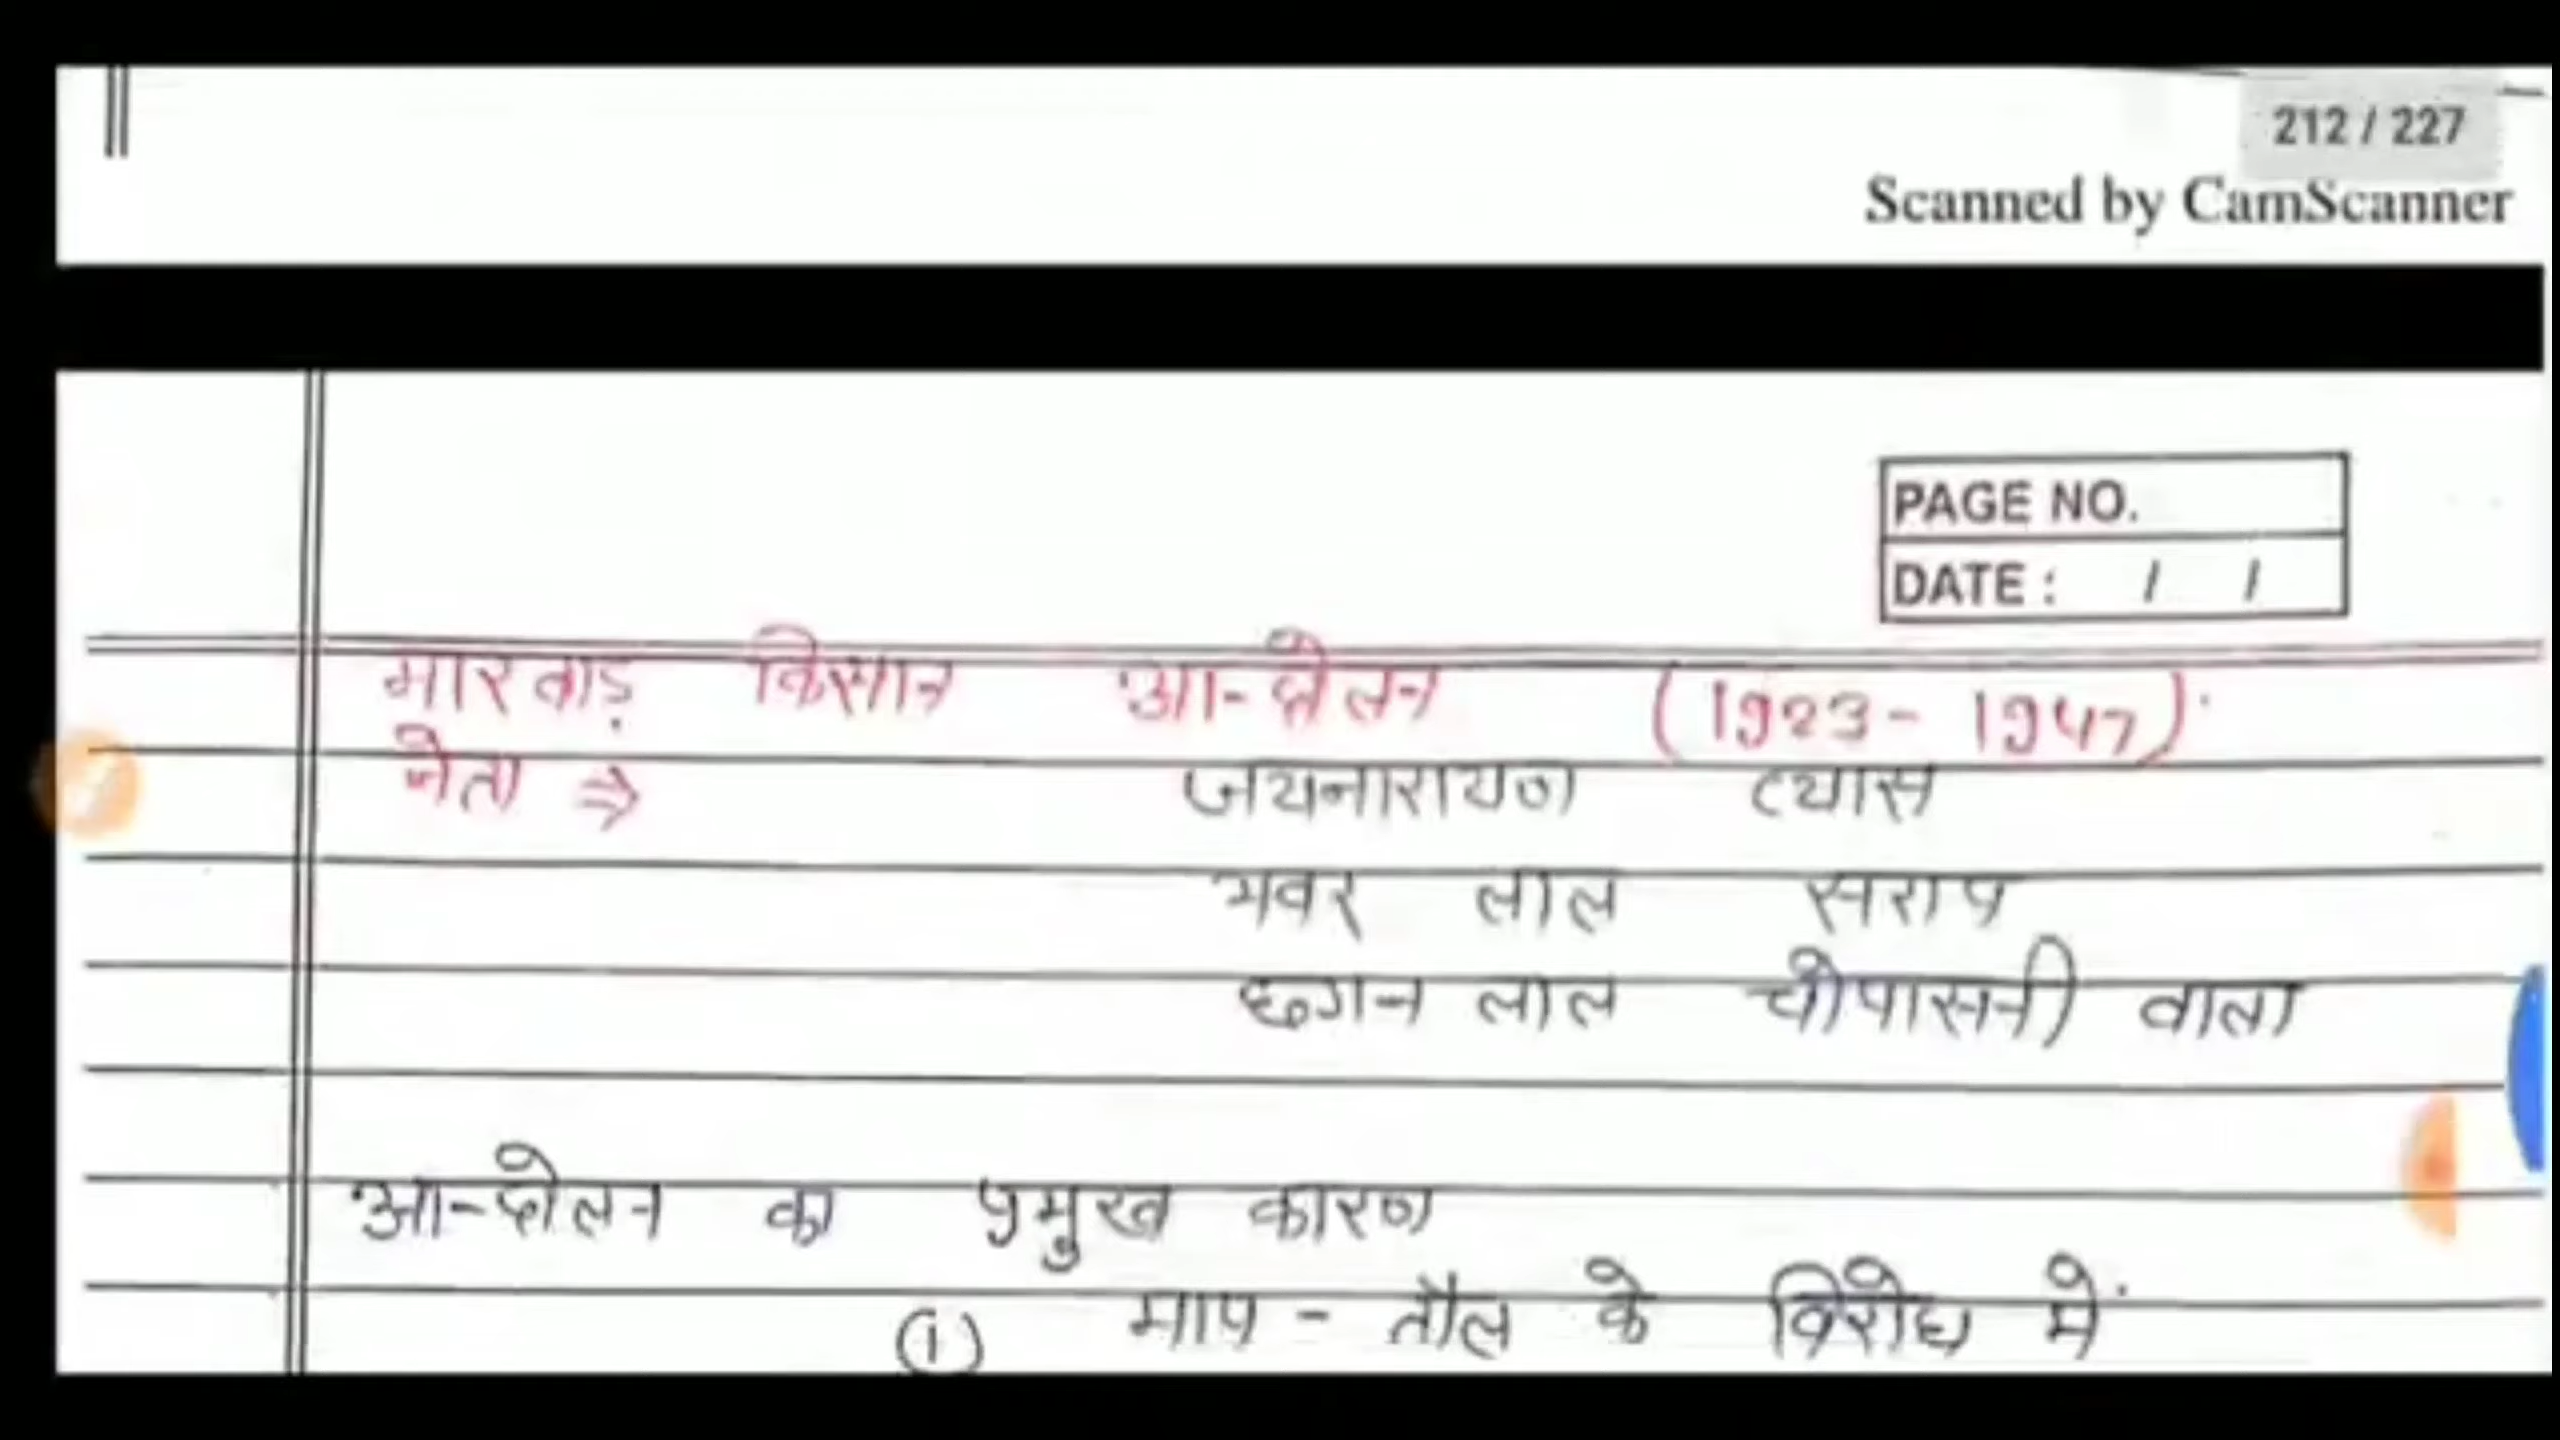 212 / 227
Scanned by CamScanner
PAGE NO.
DATE : / /
मारवाड़ किसान आन्दोलन (1923 - 1947)
नेता ⇒ जयनारायण व्यास
भवर लाल सराप
छगन लाल चोपासनी वाला
आन्दोलन का प्रमुख कारण
(i) माप - तौल के विरोध में